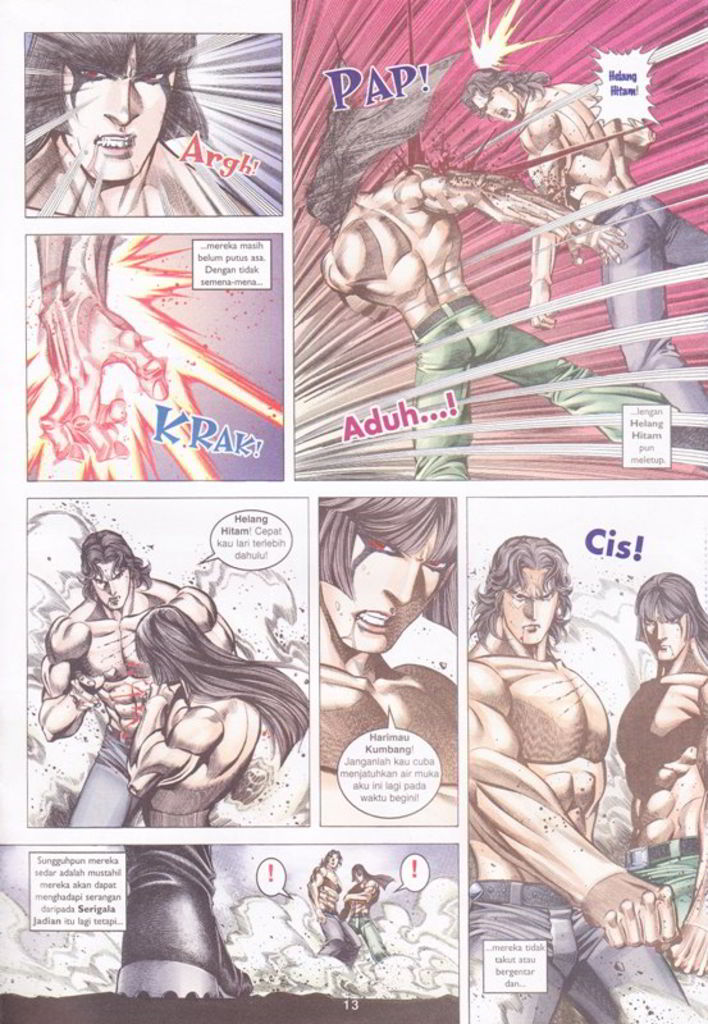 Argh!
PAP!
Helang
Hitam!
...mereka masih
belum putus asa.
Dengan tidak
semena-mena...
KRAK!
Aduh...!
...lengan
Helang
Hitam
pun
meletup.
Helang
Hitam! Cepat
kau lari terlebih
dahulu!
Harimau
Kumbang!
Janganlah kau cuba
menjatuhkan air muka
aku ini pada
waktu begini!
Cis!
Sungguhpun mereka
sedar adalah mustahil
mereka akan dapat
menghadapi serangan
daripada Serigala
Jadian itu lagi tetapi...
!
!
...mereka tidak
takut atau
bergentar
dan...
13